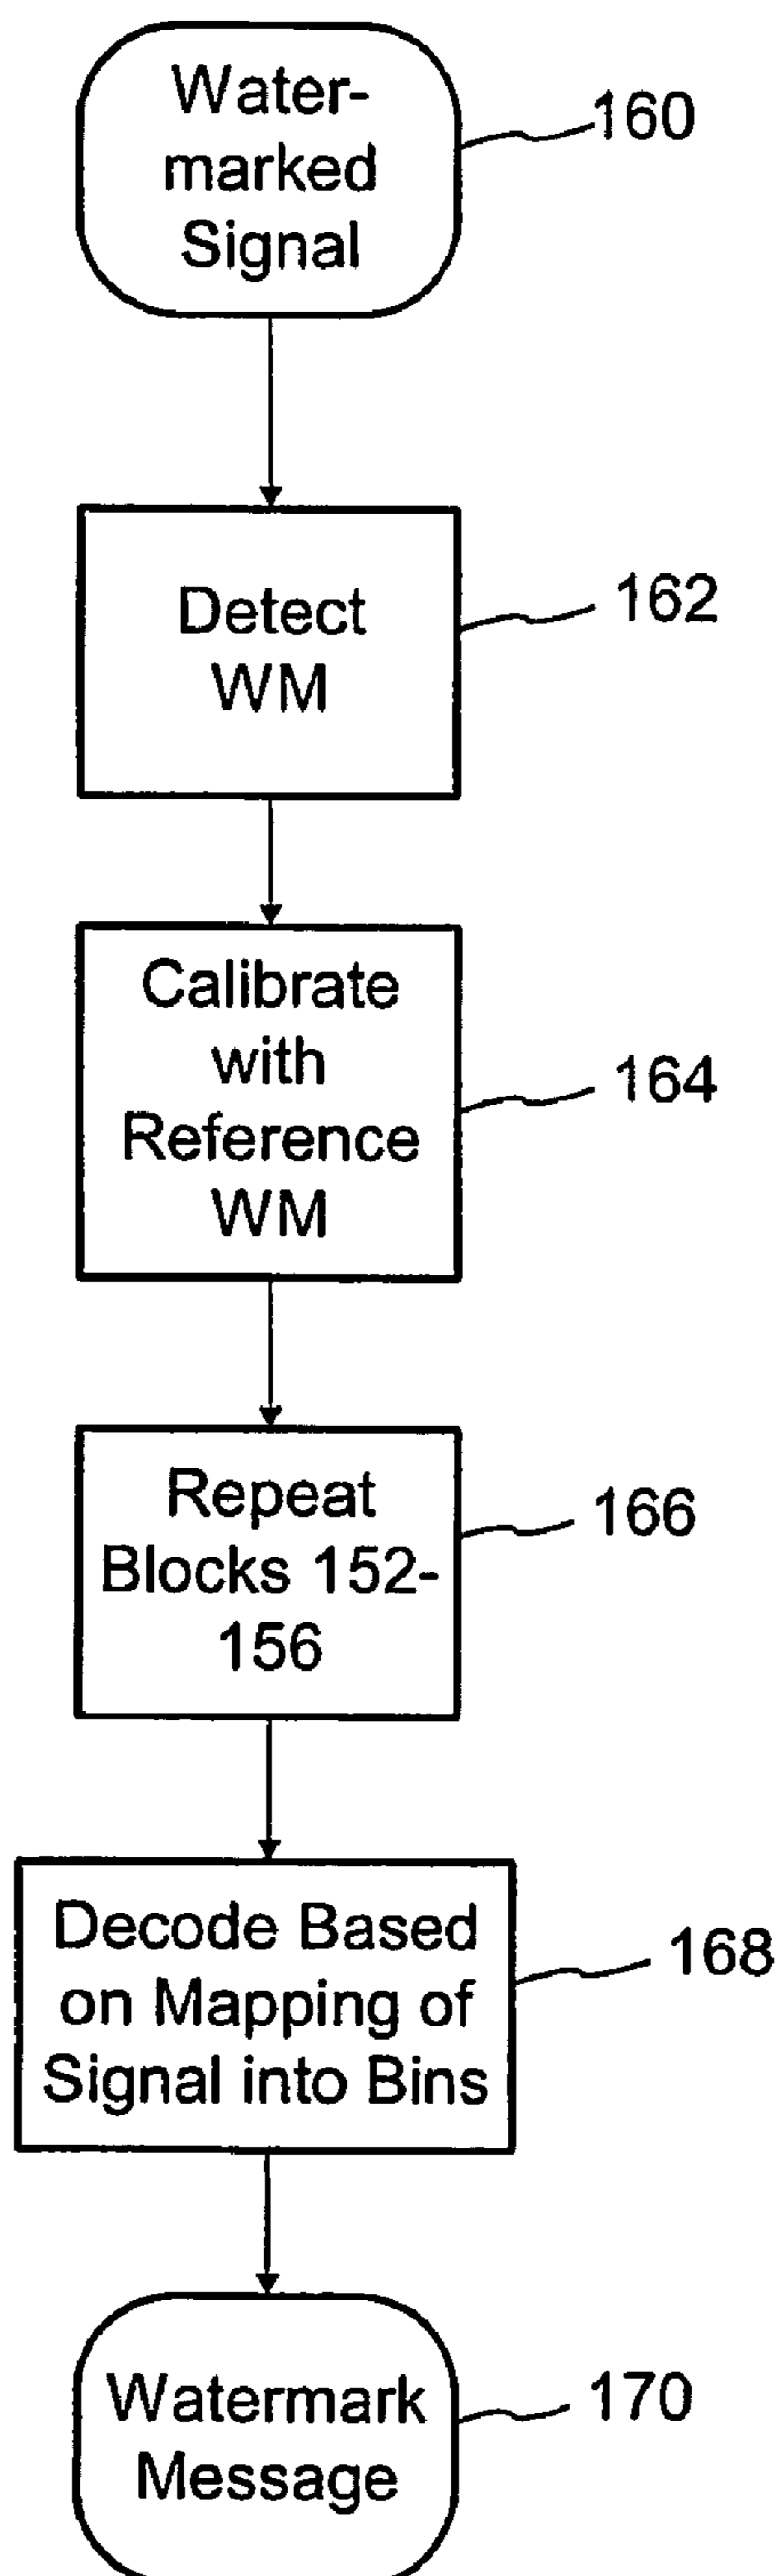 Water-
marked
Signal
160
Detect
WM
162
Calibrate
with
Reference
WM
164
Repeat
Blocks 152-
156
166
Decode Based
on Mapping of
Signal into Bins
168
Watermark
Message
170